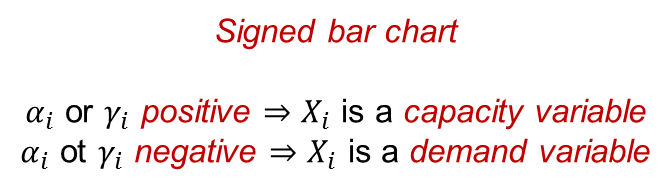 Signed bar chart
𝛼ᵢ or 𝛾ᵢ positive ⇒ 𝑋ᵢ is a capacity variable
𝛼ᵢ ot 𝛾ᵢ negative ⇒ 𝑋ᵢ is a demand variable